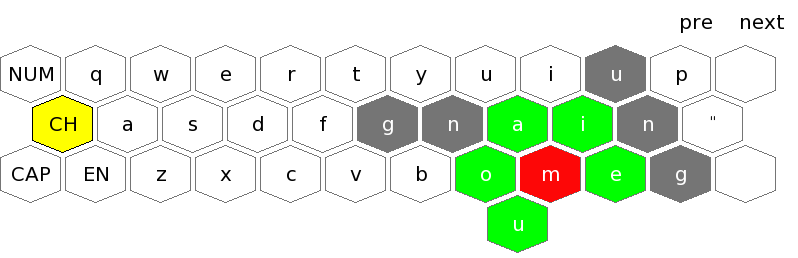 pre next
NUM q w e r t y u i u p
CH a s d f g n a i n "
CAP EN z x c v b o m e g
u